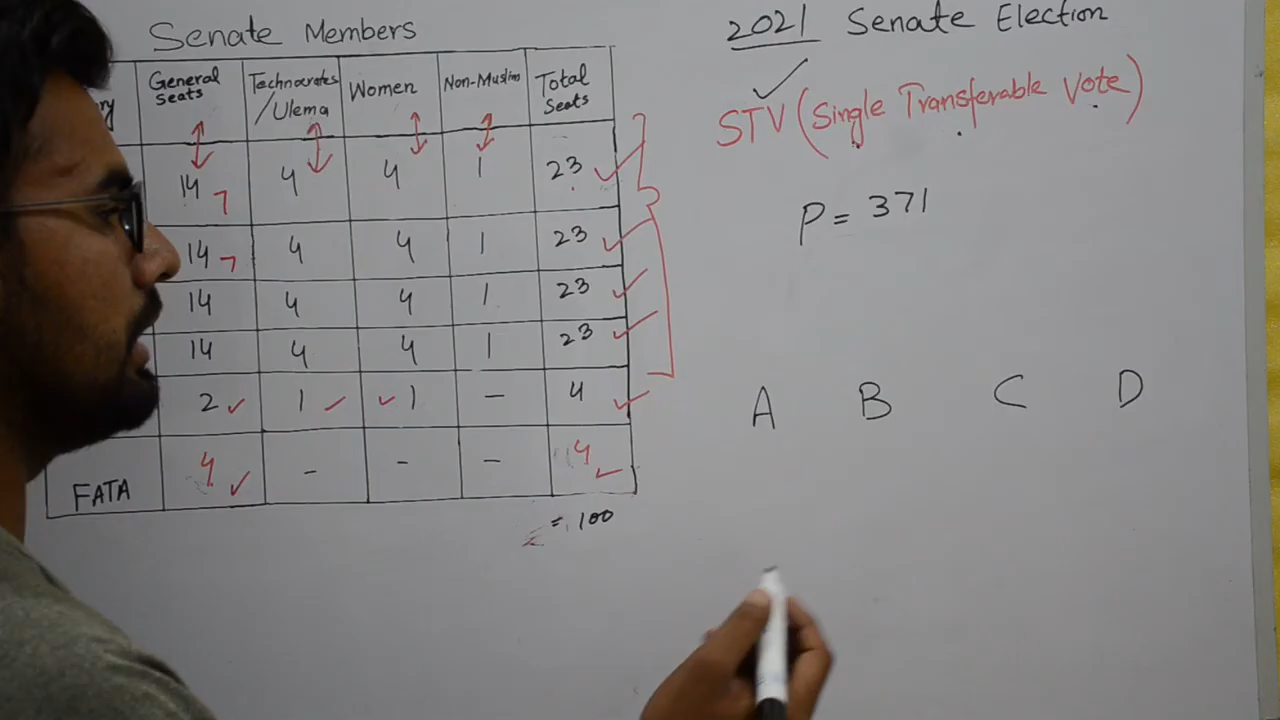 Senate Members
General seats Technocrates /Ulema Women Non-Muslim Total Seats
14 7 4 4 1 23
14 7 4 4 1 23
14 4 4 1 23
14 4 4 1 23
2 1 1 - 4
FATA 4 - - - 4
= 100
2021 Senate Election
STV (Single Transferable Vote)
P = 371
A B C D